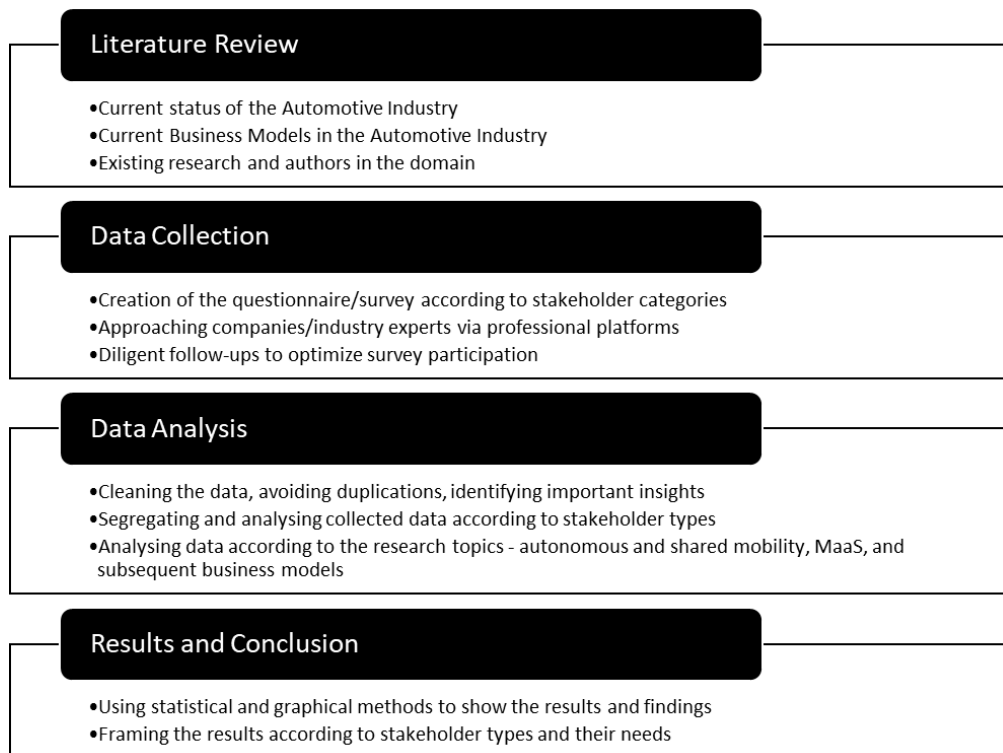 Literature Review
•Current status of the Automotive Industry
•Current Business Models in the Automotive Industry
•Existing research and authors in the domain
Data Collection
•Creation of the questionnaire/survey according to stakeholder categories
•Approaching companies/industry experts via professional platforms
•Diligent follow-ups to optimize survey participation
Data Analysis
•Cleaning the data, avoiding duplications, identifying important insights
•Segregating and analysing collected data according to stakeholder types
•Analysing data according to the research topics - autonomous and shared mobility, MaaS, and
subsequent business models
Results and Conclusion
•Using statistical and graphical methods to show the results and findings
•Framing the results according to stakeholder types and their needs